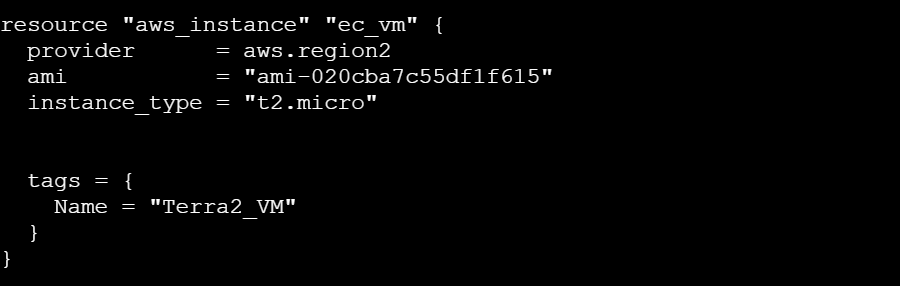 resource "aws_instance" "ec_vm" {
  provider      = aws.region2
  ami           = "ami-020cba7c55df1f615"
  instance_type = "t2.micro"
  tags = {
    Name = "Terra2_VM"
  }
}